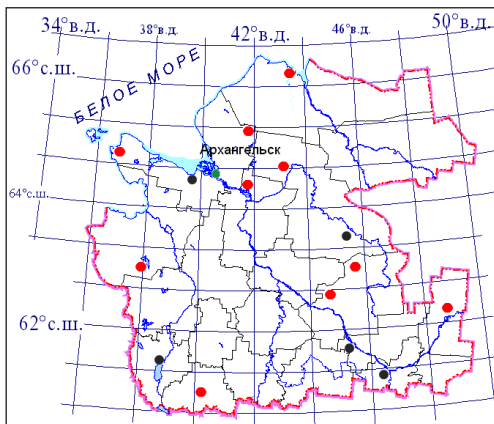 34°в.д.
38°в.д.
42°в.д.
46°в.д.
50°в.д.
66°с.ш.
БЕЛОЕ МОРЕ
Архангельск
64°с.ш.
62°с.ш.